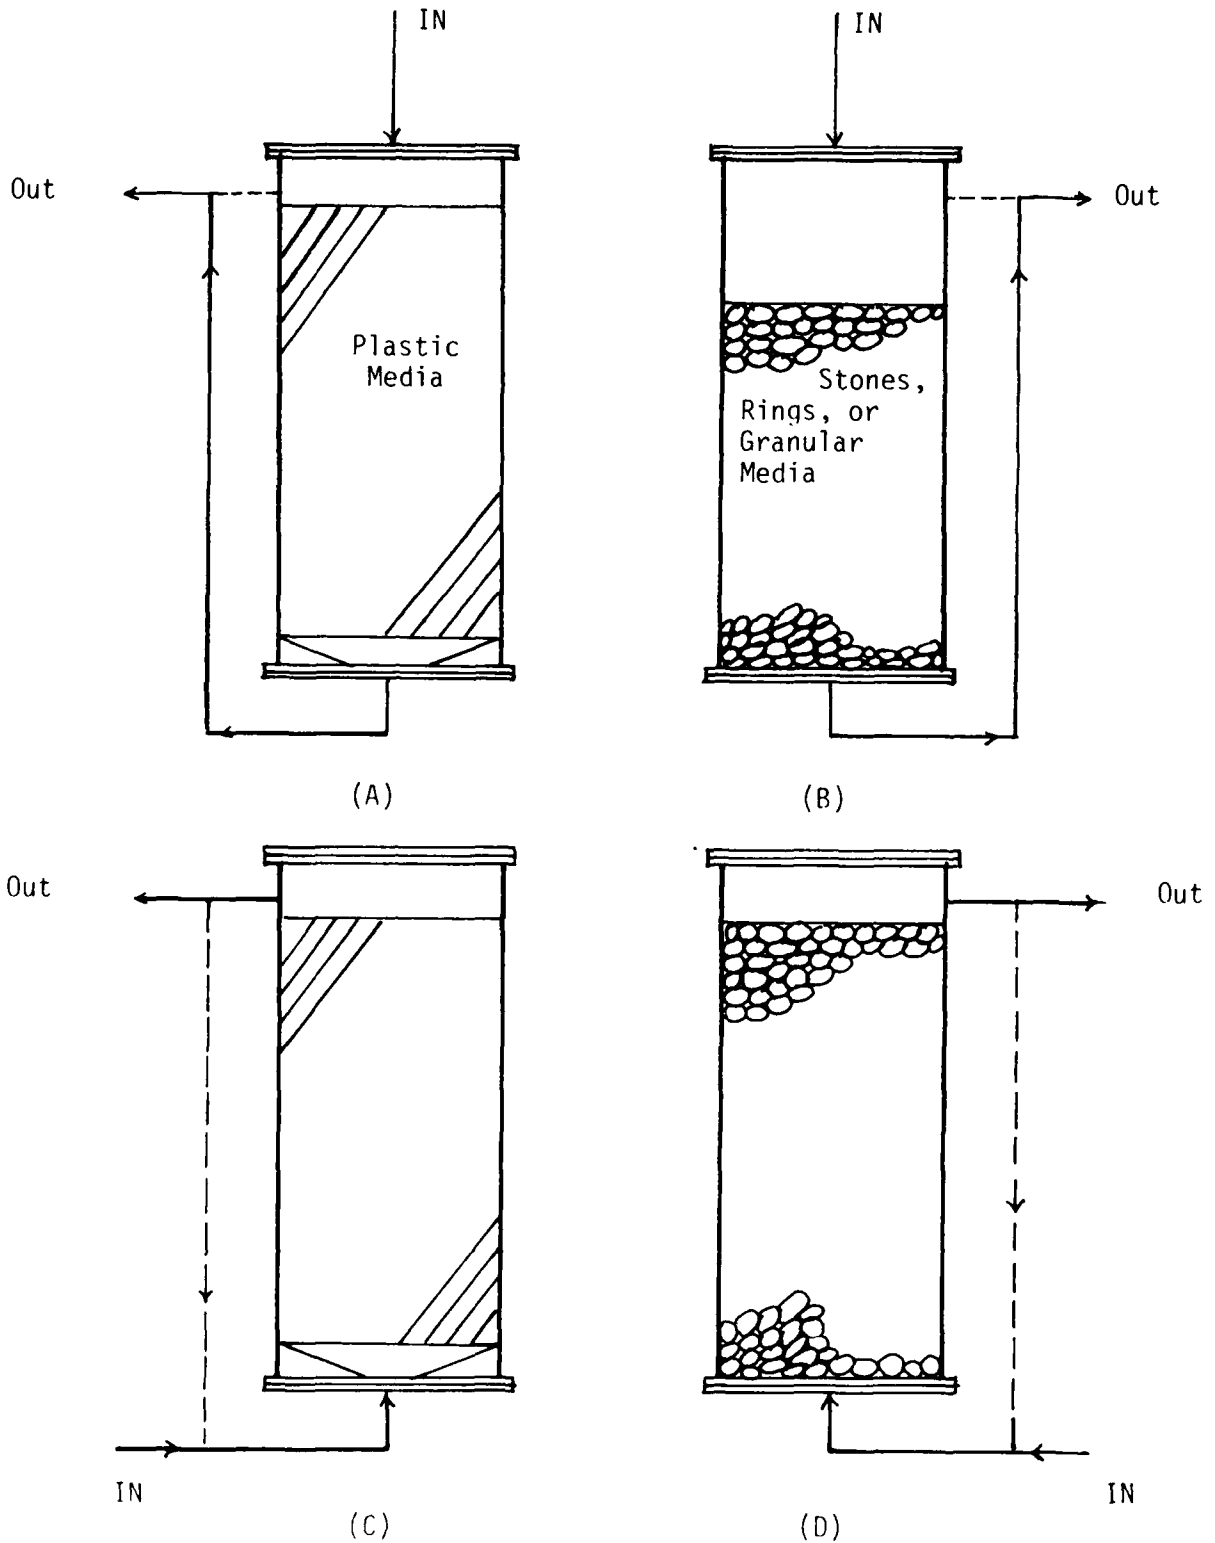 IN
IN
Out
Out
Plastic
Media
Stones,
Rings, or
Granular
Media
(A)
(B)
Out
Out
IN
IN
(C)
(D)